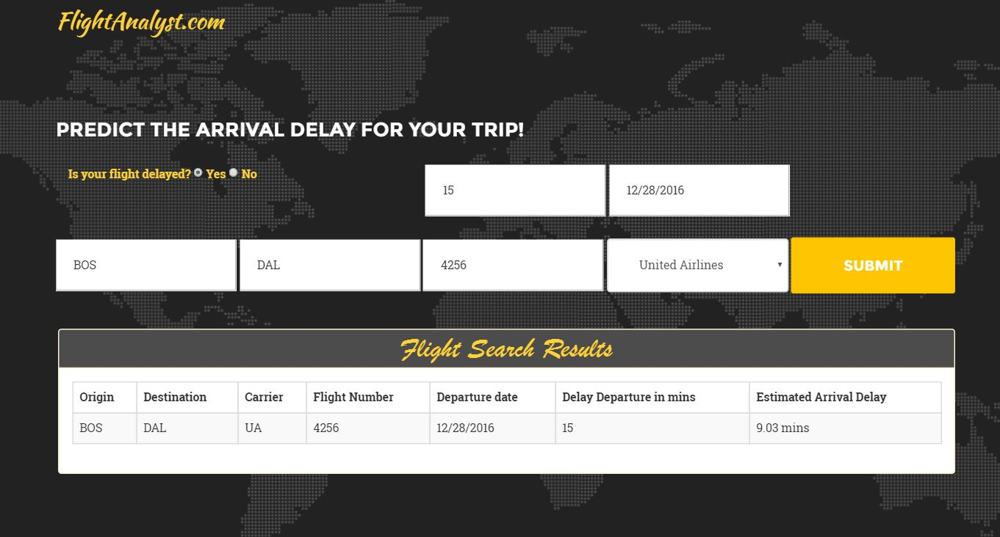 FlightAnalyst.com
PREDICT THE ARRIVAL DELAY FOR YOUR TRIP!
Is your flight delayed? Yes No
15 12/28/2016
BOS DAL 4256 United Airlines SUBMIT
Flight Search Results
Origin Destination Carrier Flight Number Departure date Delay Departure in mins Estimated Arrival Delay
BOS DAL UA 4256 12/28/2016 15 9.03 mins